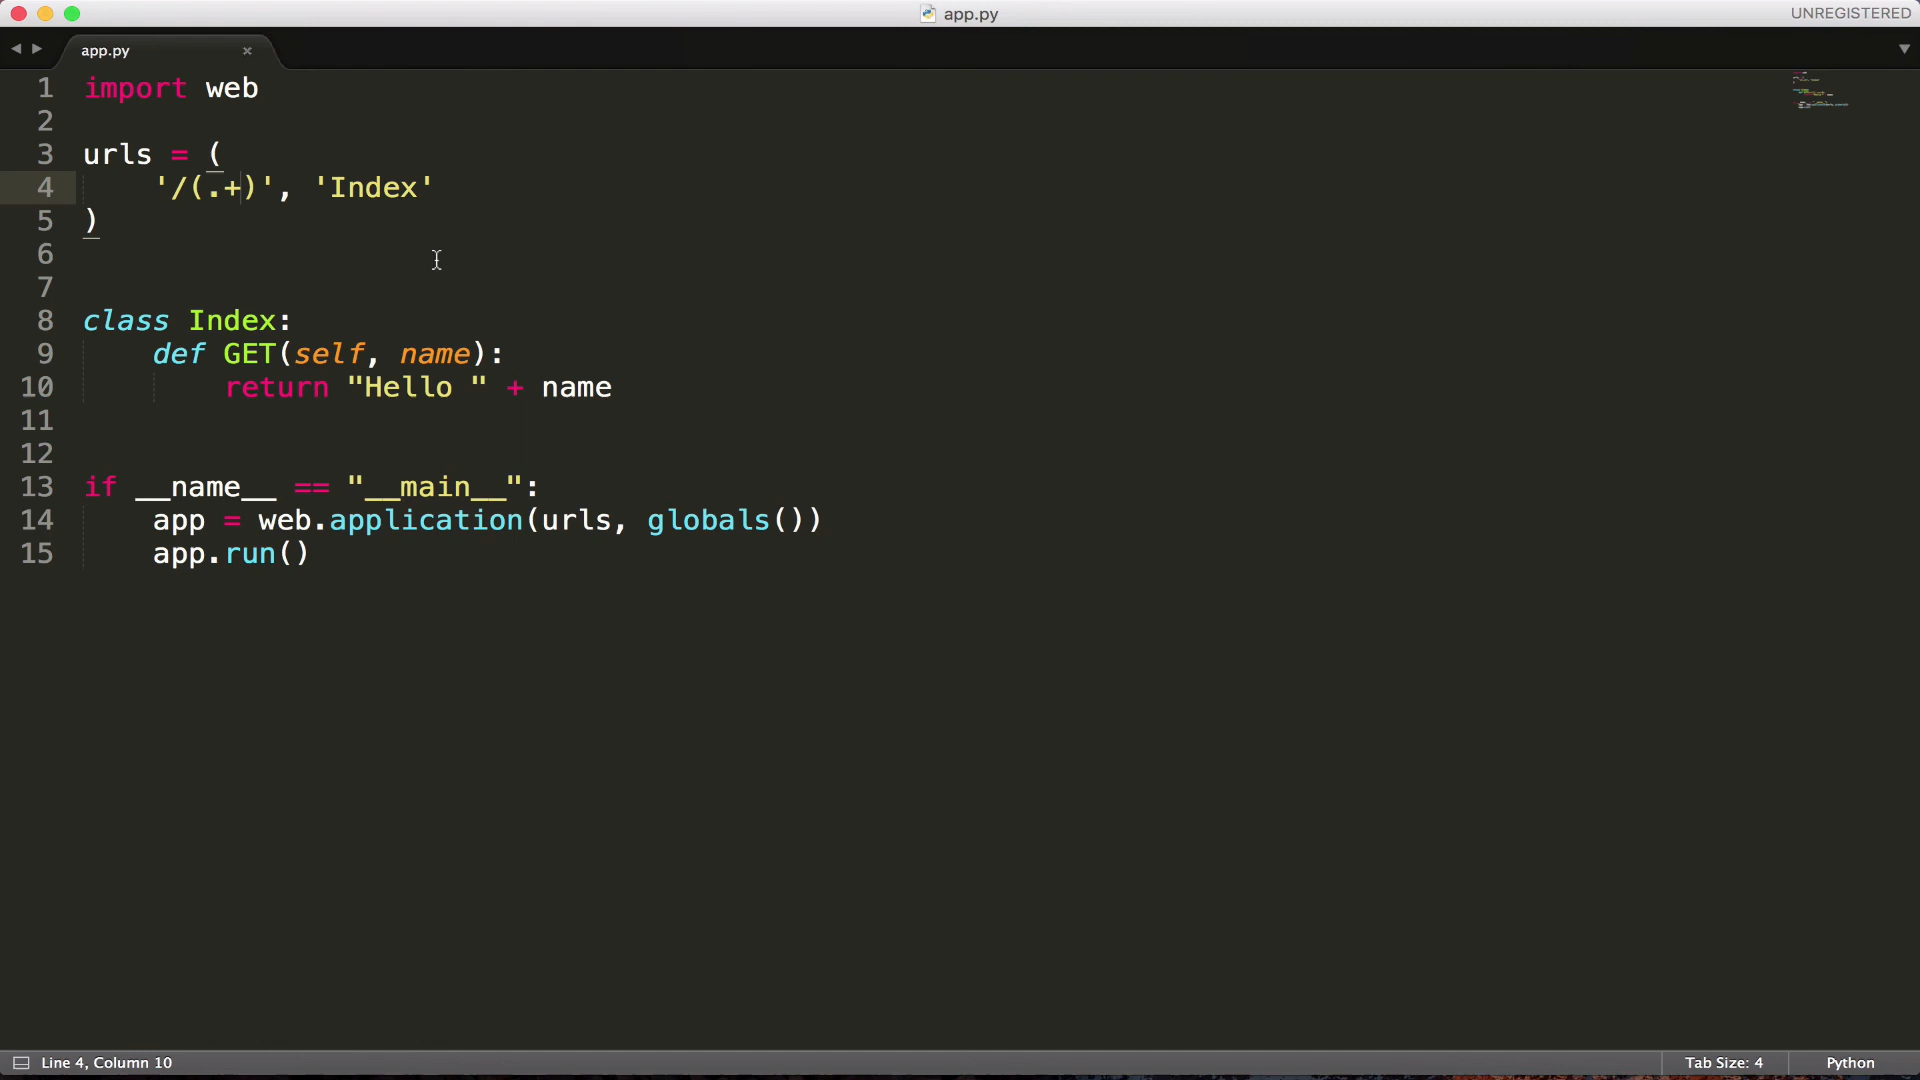 app.py
UNREGISTERED
app.py
1 import web
2
3 urls = (
4     '/(.+)', 'Index'
5 )
6
7
8 class Index:
9     def GET(self, name):
10         return "Hello " + name
11
12
13 if __name__ == "__main__":
14     app = web.application(urls, globals())
15     app.run()
Line 4, Column 10
Tab Size: 4
Python